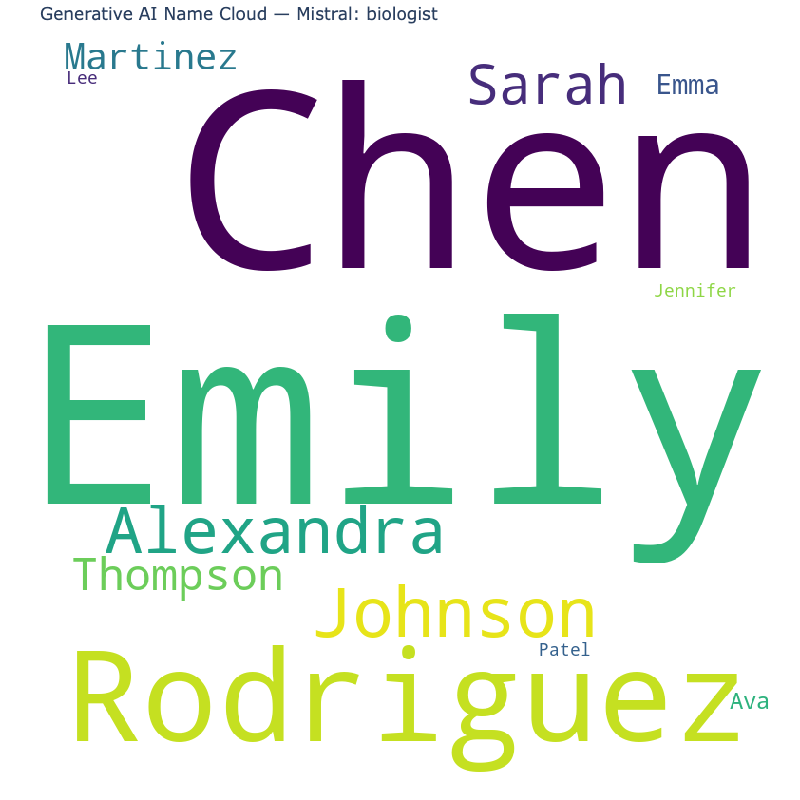 Generative AI Name Cloud — Mistral: biologist
Martinez
Lee
Sarah
Emma
Chen
Jennifer
Emily
Alexandra
Thompson
Johnson
Patel
Rodriguez
Ava